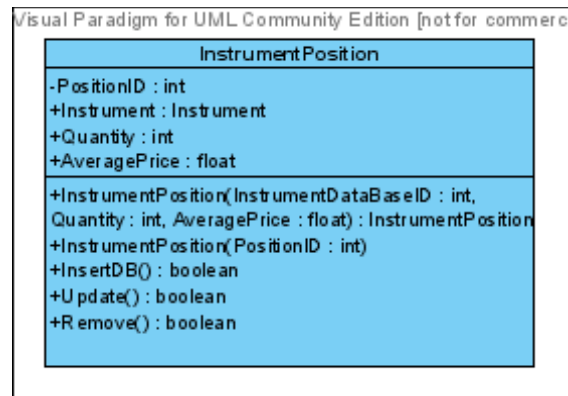 Visual Paradigm for UML Community Edition [not for commerc
InstrumentPosition
-PositionID : int
+Instrument : Instrument
+Quantity : int
+AveragePrice : float
+InstrumentPosition(InstrumentDataBaseID : int,
Quantity : int, AveragePrice : float) : InstrumentPosition
+InstrumentPosition(PositionID : int)
+InsertDB() : boolean
+Update() : boolean
+Remove() : boolean